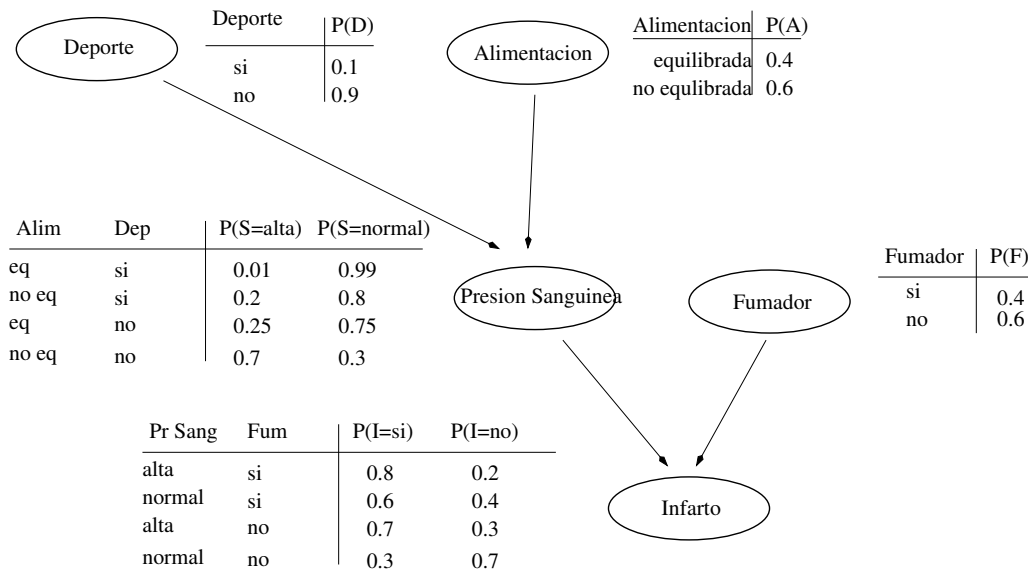 Deporte
Deporte P(D)
si 0.1
no 0.9
Alimentacion
Alimentacion P(A)
equilibrada 0.4
no equlibrada 0.6
Alim Dep P(S=alta) P(S=normal)
eq si 0.01 0.99
no eq si 0.2 0.8
eq no 0.25 0.75
no eq no 0.7 0.3
Presion Sanguinea
Fumador
Fumador P(F)
si 0.4
no 0.6
Pr Sang Fum P(I=si) P(I=no)
alta si 0.8 0.2
normal si 0.6 0.4
alta no 0.7 0.3
normal no 0.3 0.7
Infarto